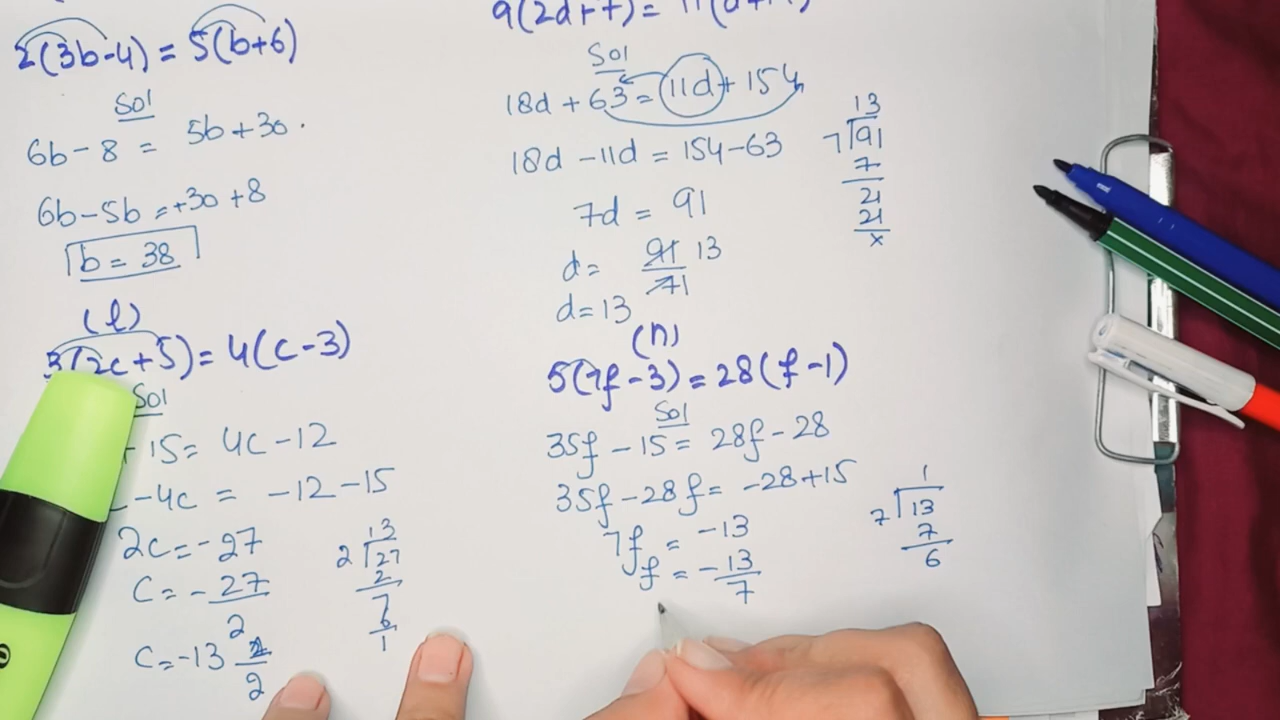 2(3b-4) = 5(b+6)
Sol
6b-8 = 5b+30.
6b-5b=+30+8
b = 38
(l)
3(2c+5)=4(c-3)
Sol
+15=4c-12
-4c = -12-15
2c=-27
C=-27/2
C=-13 /2
13
2 27
2
7
6
1
9(2d+7)=
Sol
18d+63=11d+154
18d-11d=154-63
7d = 91
d= 91/7 13
d=13
13
7 91
7
21
21
x
(n)
5(7f-3)=28(f-1)
Sol
35f-15=28f-28
35f-28f=-28+15
7f = -13
f = -13/7
1
7 13
7
6